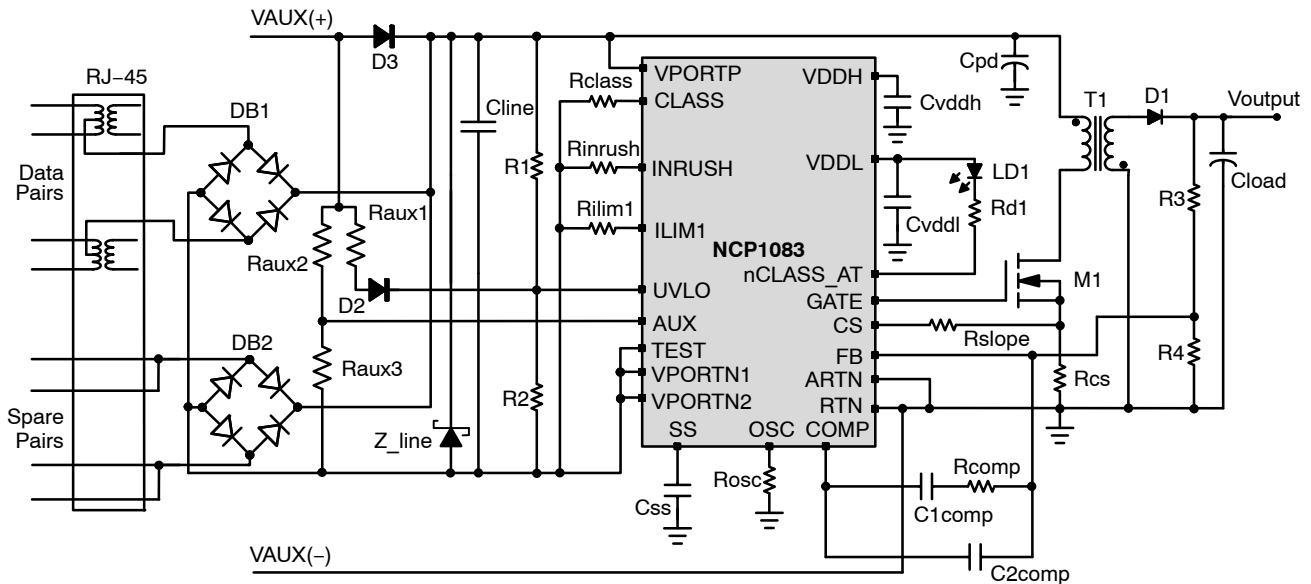 VAUX(+)
D3
RJ−45
DB1
Data
Pairs
Raux1
Raux2
D2
DB2
Raux3
Spare
Pairs
Z_line
Cline
R1
R2
Rclass
Rinrush
Rilim1
VPORTP
CLASS
INRUSH
ILIM1
NCP1083
UVLO
AUX
TEST
VPORTN1
VPORTN2
SS
OSC
COMP
VDDH
VDDL
nCLASS_AT
GATE
CS
FB
ARTN
RTN
Cvddh
Cvddl
LD1
Rd1
Cpd
T1
D1
Voutput
R3
Cload
M1
Rslope
Rcs
R4
Css
Rosc
Rcomp
C1comp
C2comp
VAUX(−)